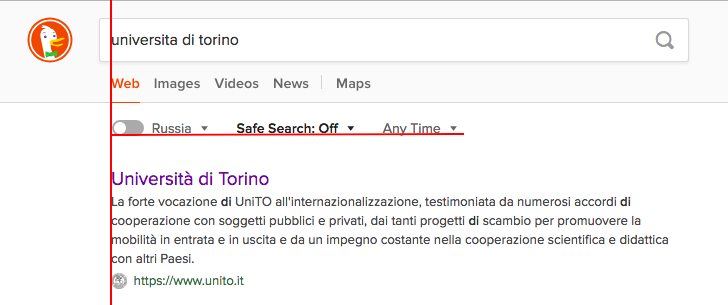 universita di torino
Web Images Videos News Maps
Russia Safe Search: Off Any Time
Università di Torino
La forte vocazione di UniTO all'internazionalizzazione, testimoniata da numerosi accordi di
cooperazione con soggetti pubblici e privati, dai tanti progetti di scambio per promuovere la
mobilità in entrata e in uscita e da un impegno costante nella cooperazione scientifica e didattica
con altri Paesi.
https://www.unito.it